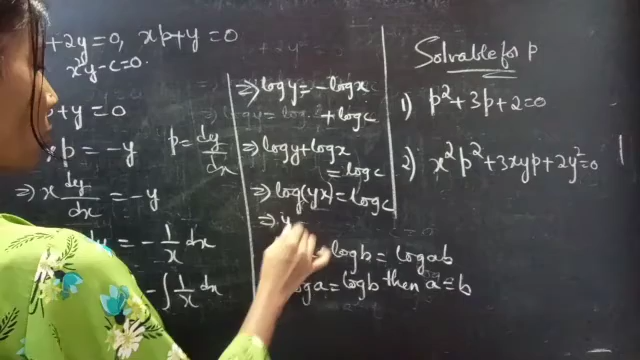 +2y=0, xp+y=0
x²y-c=0.
p+y=0
xp = -y p = dy/dx
⇒ x dy/dx = -y
dy = -1/x dx
- ∫ 1/x dx
⇒ log y = - log x
+ log c
⇒ log y + log x
= log c
⇒ log(yx) = log c
⇒ y
log b = log ab
log a = log b then a = b
Solvable for p
1) p²+3p+2=0
2) x²p²+3xyp+2y²=0